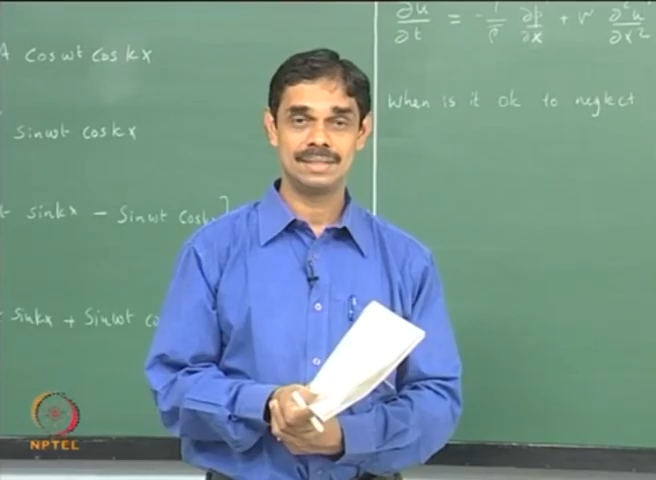 A cos ωt cos kx
sin ωt cos kx
sin kx - sin ωt cos kx]
sin kx + sin ωt co
∂u/∂t = -1/ρ ∂p/∂x + ν ∂²u/∂x²
When is it ok to neglect
NPTEL